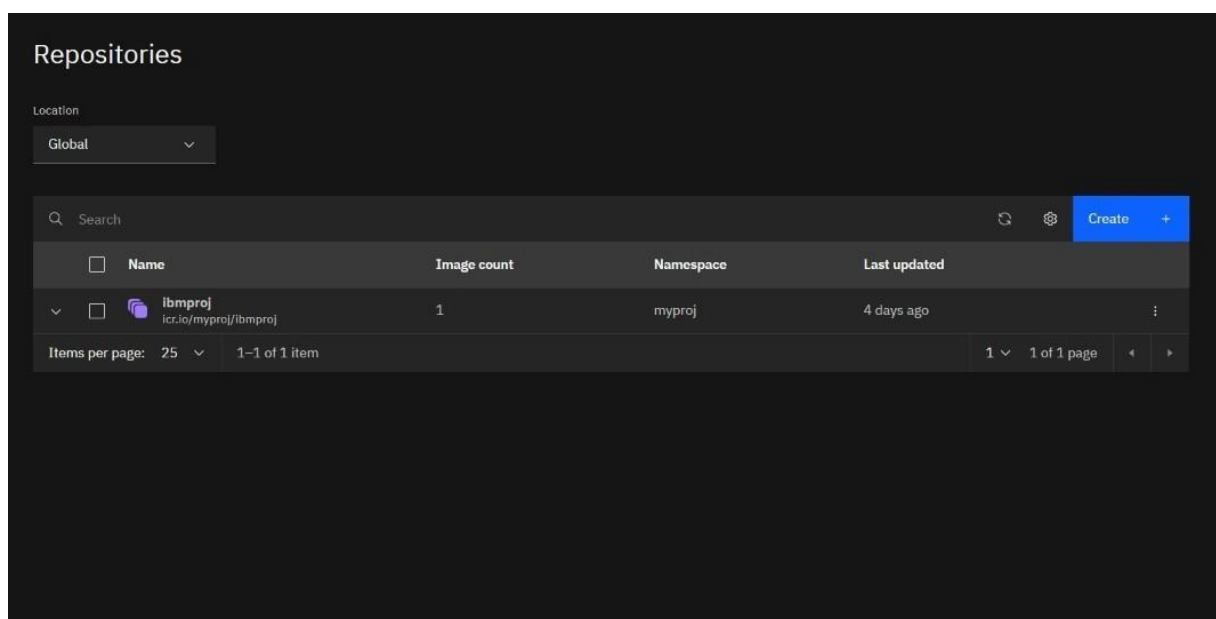 Repositories
Location
Global
Search
Create +
Name Image count Namespace Last updated
ibmproj 1 myproj 4 days ago
icr.io/myproj/ibmproj
Items per page: 25 1–1 of 1 item 1 1 of 1 page